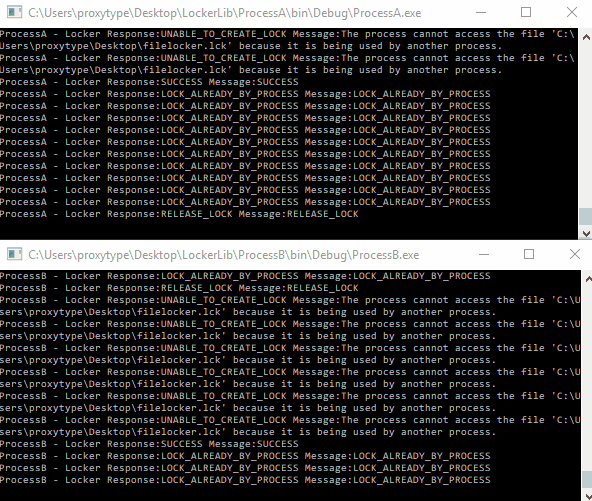 C:\Users\proxytype\Desktop\LockerLib\ProcessA\bin\Debug\ProcessA.exe
ProcessA - Locker Response:UNABLE_TO_CREATE_LOCK Message:The process cannot access the file 'C:\
Users\proxytype\Desktop\filelocker.lck' because it is being used by another process.
ProcessA - Locker Response:UNABLE_TO_CREATE_LOCK Message:The process cannot access the file 'C:\
Users\proxytype\Desktop\filelocker.lck' because it is being used by another process.
ProcessA - Locker Response:SUCCESS Message:SUCCESS
ProcessA - Locker Response:LOCK_ALREADY_BY_PROCESS Message:LOCK_ALREADY_BY_PROCESS
ProcessA - Locker Response:LOCK_ALREADY_BY_PROCESS Message:LOCK_ALREADY_BY_PROCESS
ProcessA - Locker Response:LOCK_ALREADY_BY_PROCESS Message:LOCK_ALREADY_BY_PROCESS
ProcessA - Locker Response:LOCK_ALREADY_BY_PROCESS Message:LOCK_ALREADY_BY_PROCESS
ProcessA - Locker Response:LOCK_ALREADY_BY_PROCESS Message:LOCK_ALREADY_BY_PROCESS
ProcessA - Locker Response:LOCK_ALREADY_BY_PROCESS Message:LOCK_ALREADY_BY_PROCESS
ProcessA - Locker Response:LOCK_ALREADY_BY_PROCESS Message:LOCK_ALREADY_BY_PROCESS
ProcessA - Locker Response:LOCK_ALREADY_BY_PROCESS Message:LOCK_ALREADY_BY_PROCESS
ProcessA - Locker Response:LOCK_ALREADY_BY_PROCESS Message:LOCK_ALREADY_BY_PROCESS
ProcessA - Locker Response:LOCK_ALREADY_BY_PROCESS Message:LOCK_ALREADY_BY_PROCESS
ProcessA - Locker Response:RELEASE_LOCK Message:RELEASE_LOCK
C:\Users\proxytype\Desktop\LockerLib\ProcessB\bin\Debug\ProcessB.exe
ProcessB - Locker Response:LOCK_ALREADY_BY_PROCESS Message:LOCK_ALREADY_BY_PROCESS
ProcessB - Locker Response:RELEASE_LOCK Message:RELEASE_LOCK
ProcessB - Locker Response:UNABLE_TO_CREATE_LOCK Message:The process cannot access the file 'C:\U
sers\proxytype\Desktop\filelocker.lck' because it is being used by another process.
ProcessB - Locker Response:UNABLE_TO_CREATE_LOCK Message:The process cannot access the file 'C:\U
sers\proxytype\Desktop\filelocker.lck' because it is being used by another process.
ProcessB - Locker Response:UNABLE_TO_CREATE_LOCK Message:The process cannot access the file 'C:\U
sers\proxytype\Desktop\filelocker.lck' because it is being used by another process.
ProcessB - Locker Response:UNABLE_TO_CREATE_LOCK Message:The process cannot access the file 'C:\U
sers\proxytype\Desktop\filelocker.lck' because it is being used by another process.
ProcessB - Locker Response:UNABLE_TO_CREATE_LOCK Message:The process cannot access the file 'C:\U
sers\proxytype\Desktop\filelocker.lck' because it is being used by another process.
ProcessB - Locker Response:UNABLE_TO_CREATE_LOCK Message:The process cannot access the file 'C:\U
sers\proxytype\Desktop\filelocker.lck' because it is being used by another process.
ProcessB - Locker Response:SUCCESS Message:SUCCESS
ProcessB - Locker Response:LOCK_ALREADY_BY_PROCESS Message:LOCK_ALREADY_BY_PROCESS
ProcessB - Locker Response:LOCK_ALREADY_BY_PROCESS Message:LOCK_ALREADY_BY_PROCESS
ProcessB - Locker Response:LOCK_ALREADY_BY_PROCESS Message:LOCK_ALREADY_BY_PROCESS